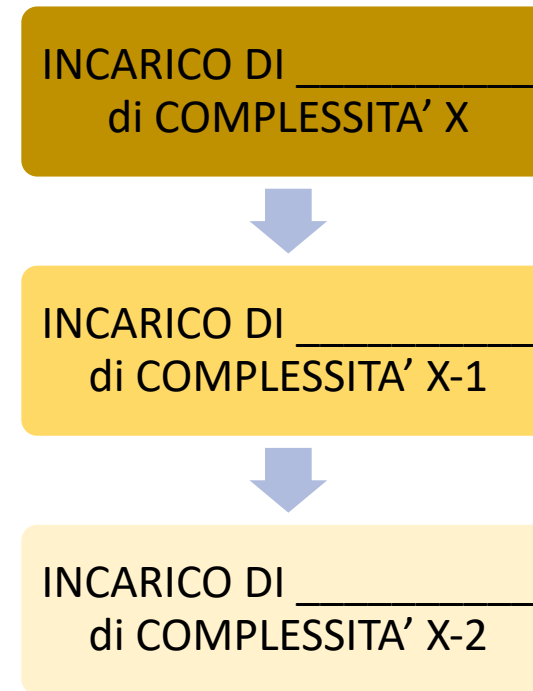 INCARICO DI ___________
di COMPLESSITA’ X
INCARICO DI ___________
di COMPLESSITA’ X-1
INCARICO DI ___________
di COMPLESSITA’ X-2